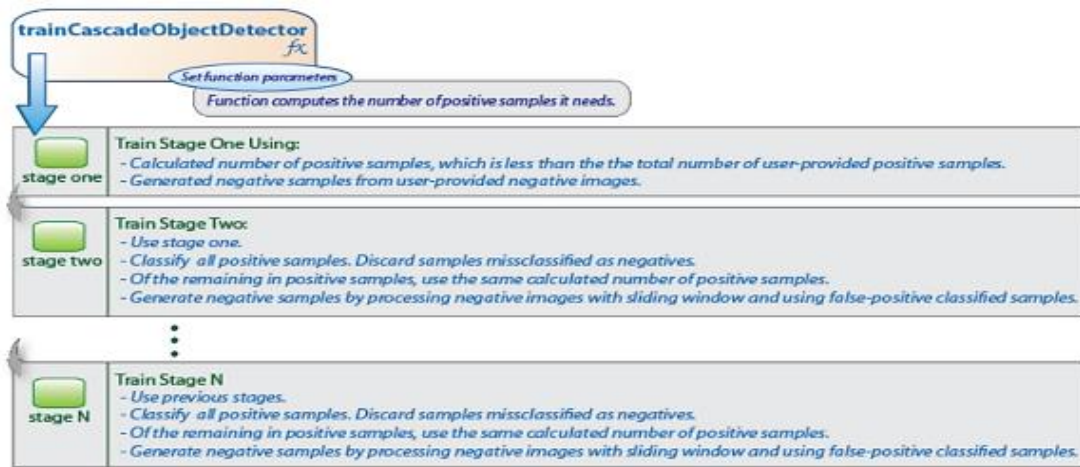 trainCascadeObjectDetector
fx
Set function parameters
Function computes the number of positive samples it needs.
stage one
Train Stage One Using:
- Calculated number of positive samples, which is less than the the total number of user-provided positive samples.
- Generated negative samples from user-provided negative images.
stage two
Train Stage Two:
- Use stage one.
- Classify all positive samples. Discard samples missclassified as negatives.
- Of the remaining in positive samples, use the same calculated number of positive samples.
- Generate negative samples by processing negative images with sliding window and using false-positive classified samples.
stage N
Train Stage N
- Use previous stages.
- Classify all positive samples. Discard samples missclassified as negatives.
- Of the remaining in positive samples, use the same calculated number of positive samples.
- Generate negative samples by processing negative images with sliding window and using false-positive classified samples.